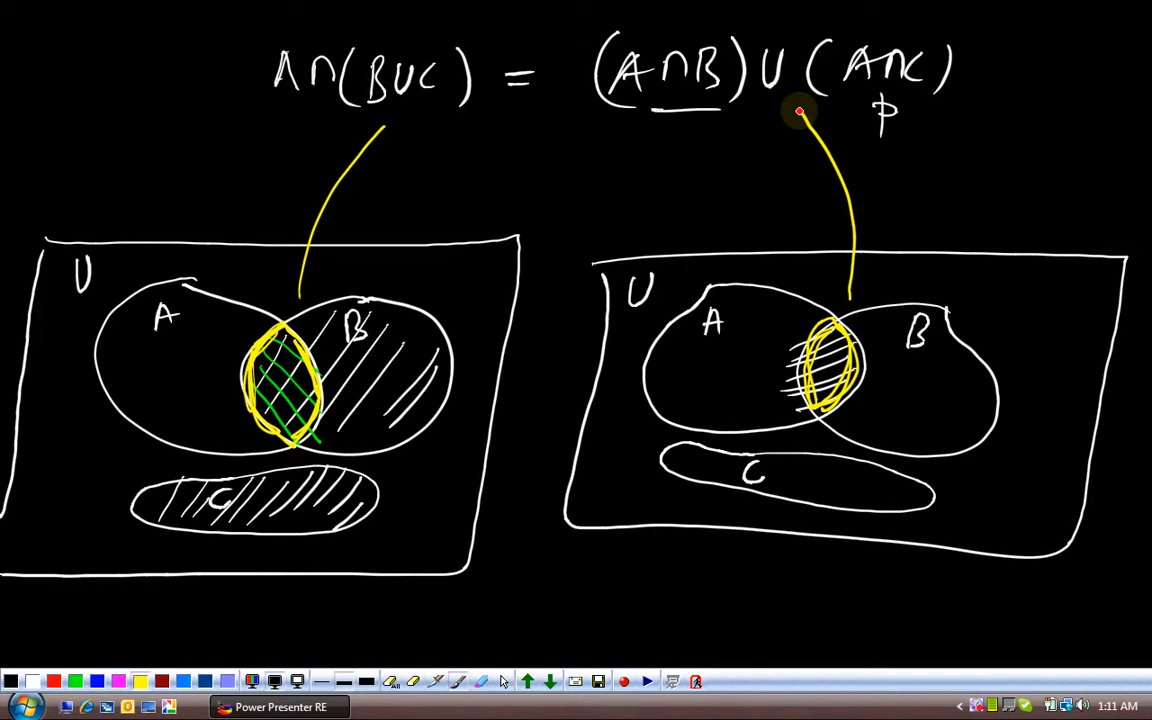 A∩(B∪C) = (A∩B)∪(A∩C)
φ
U
A
B
C
U
A
B
C
Power Presenter RE
1:11 AM